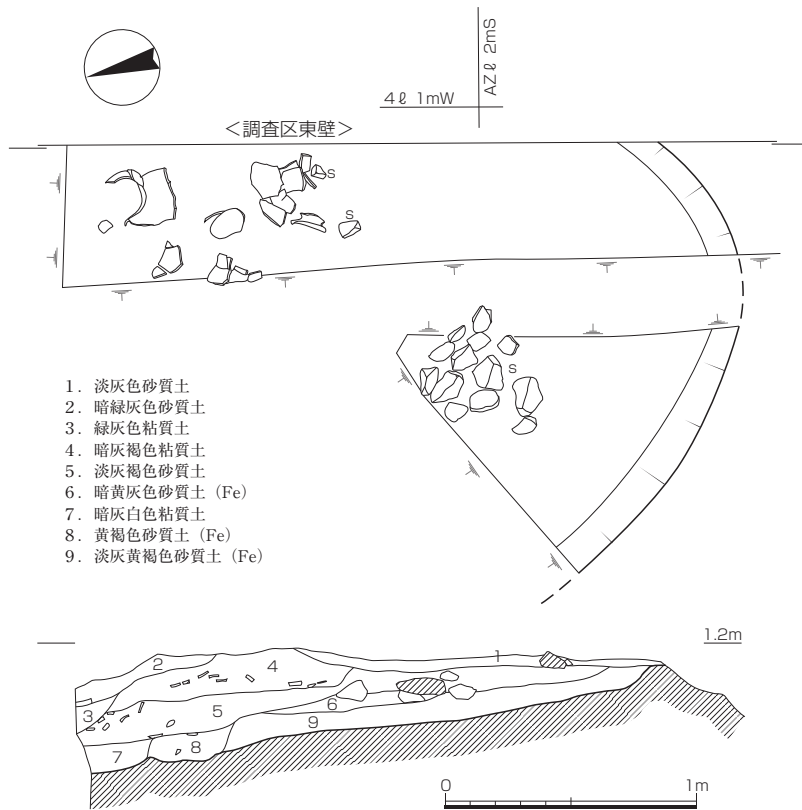 AZℓ 2mS
4ℓ 1mW
＜調査区東壁＞
S
S
S
1．淡灰色砂質土
2．暗緑灰色砂質土
3．緑灰色粘質土
4．暗灰褐色粘質土
5．淡灰褐色砂質土
6．暗黄灰色砂質土（Fe）
7．暗灰白色粘質土
8．黄褐色砂質土（Fe）
9．淡灰黄褐色砂質土（Fe）
1.2m
1
2
4
3
5
6
9
7
8
0
1m